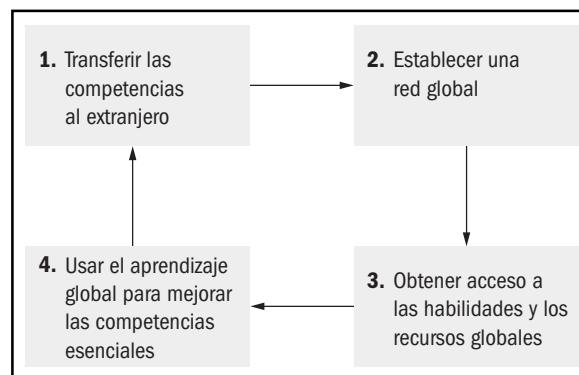 1. Transferir las
competencias
al extranjero
2. Establecer una
red global
3. Obtener acceso a
las habilidades y los
recursos globales
4. Usar el aprendizaje
global para mejorar
las competencias
esenciales